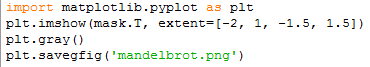 import matplotlib.pyplot as plt
plt.imshow(mask.T, extent=[-2, 1, -1.5, 1.5])
plt.gray()
plt.savegfig('mandelbrot.png')